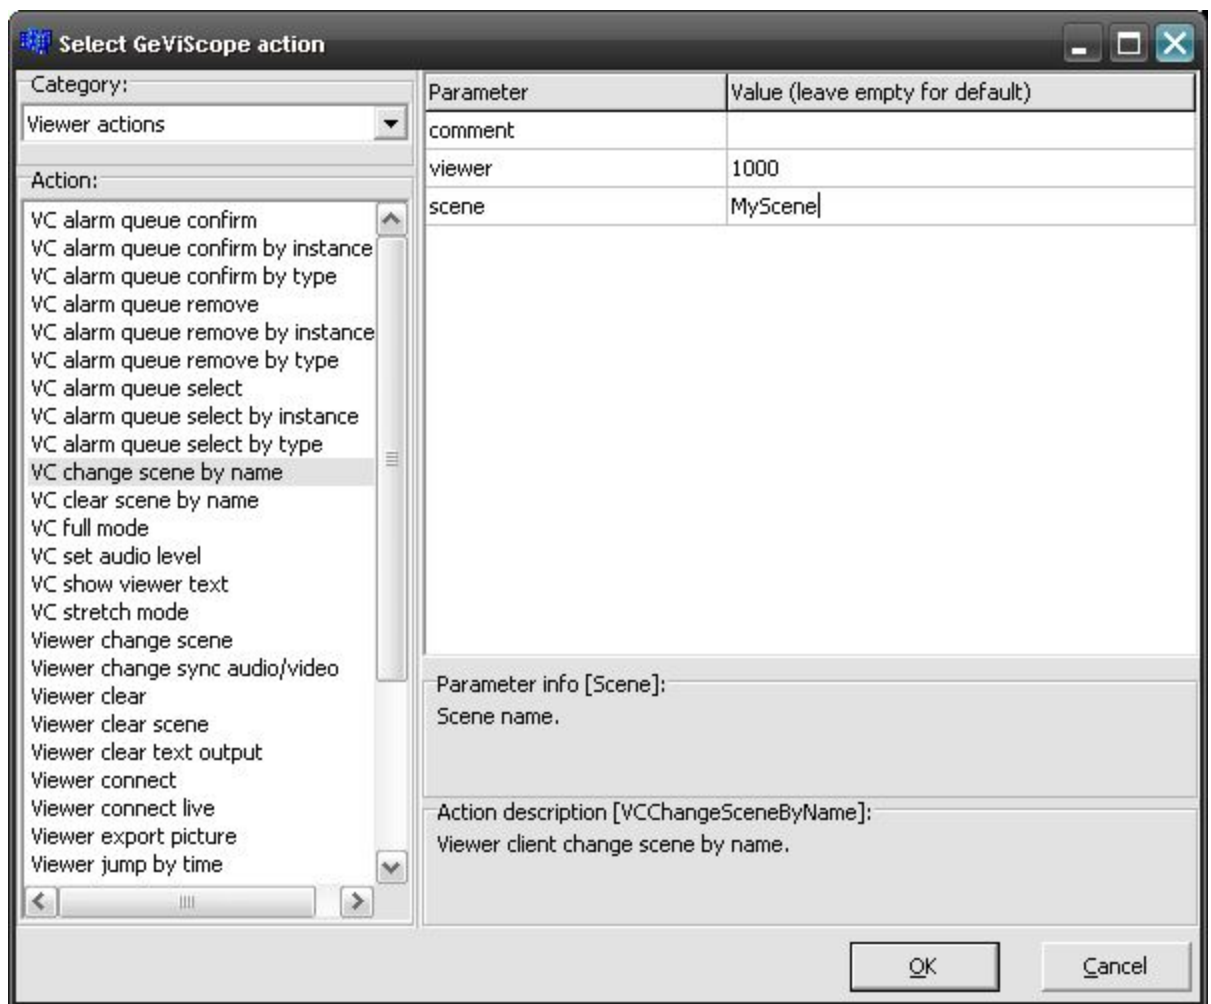 Select GeViScope action
Category:
Viewer actions
Action:
VC alarm queue confirm
VC alarm queue confirm by instance
VC alarm queue confirm by type
VC alarm queue remove
VC alarm queue remove by instance
VC alarm queue remove by type
VC alarm queue select
VC alarm queue select by instance
VC alarm queue select by type
VC change scene by name
VC clear scene by name
VC full mode
VC set audio level
VC show viewer text
VC stretch mode
Viewer change scene
Viewer change sync audio/video
Viewer clear
Viewer clear scene
Viewer clear text output
Viewer connect
Viewer connect live
Viewer export picture
Viewer jump by time
Parameter Value (leave empty for default)
comment
viewer 1000
scene MyScene
Parameter info [Scene]:
Scene name.
Action description [VCChangeSceneByName]:
Viewer client change scene by name.
OK Cancel